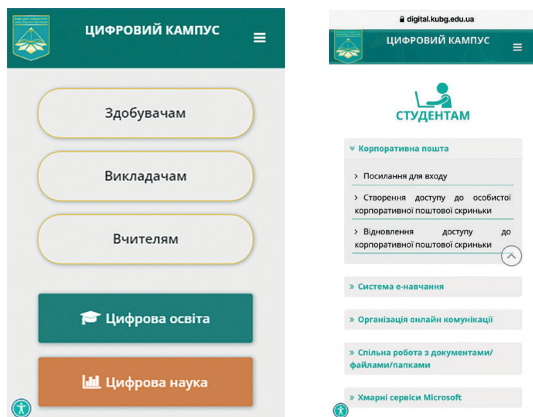 ЦИФРОВИЙ КАМПУС
Здобувачам
Викладачам
Вчителям
Цифрова освіта
Цифрова наука
digital.kubg.edu.ua
ЦИФРОВИЙ КАМПУС
СТУДЕНТАМ
Корпоративна пошта
Посилання для входу
Створення доступу до особистої
корпоративної поштової скриньки
Відновлення доступу до
корпоративної поштової скриньки
Система е-навчання
Організація онлайн комунікації
Спільна робота з документами/
файлами/папками
Хмарні сервіси Microsoft